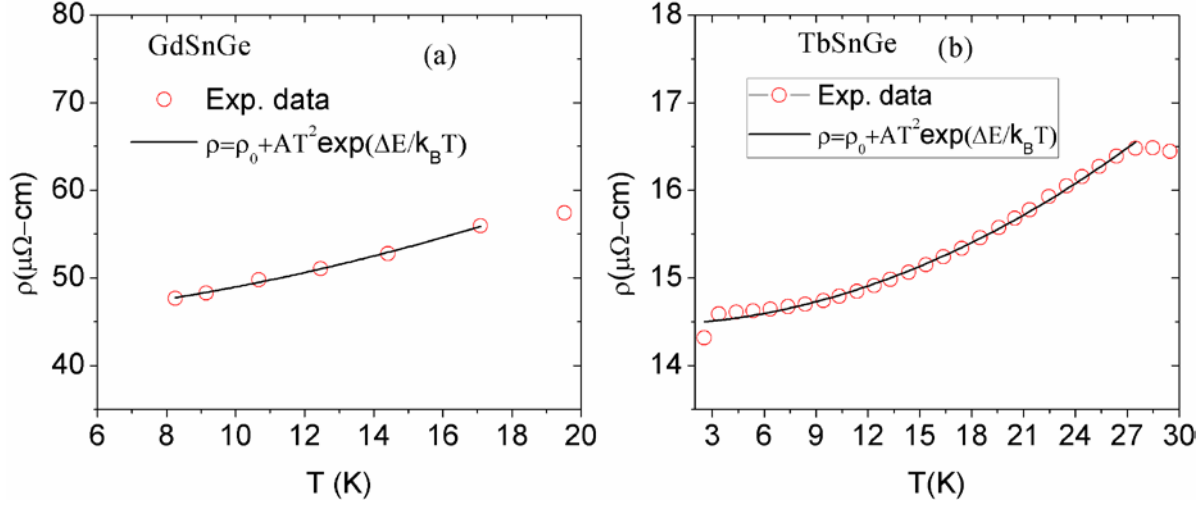 GdSnGe
(a)
Exp. data
ρ=ρ₀+AT²exp(ΔE/k_BT)
80
70
60
50
40
ρ(μΩ−cm)
6 8 10 12 14 16 18 20
T (K)
TbSnGe
(b)
Exp. data
ρ=ρ₀+AT²exp(ΔE/k_BT)
18
17
16
15
14
ρ(μΩ−cm)
3 6 9 12 15 18 21 24 27 30
T(K)